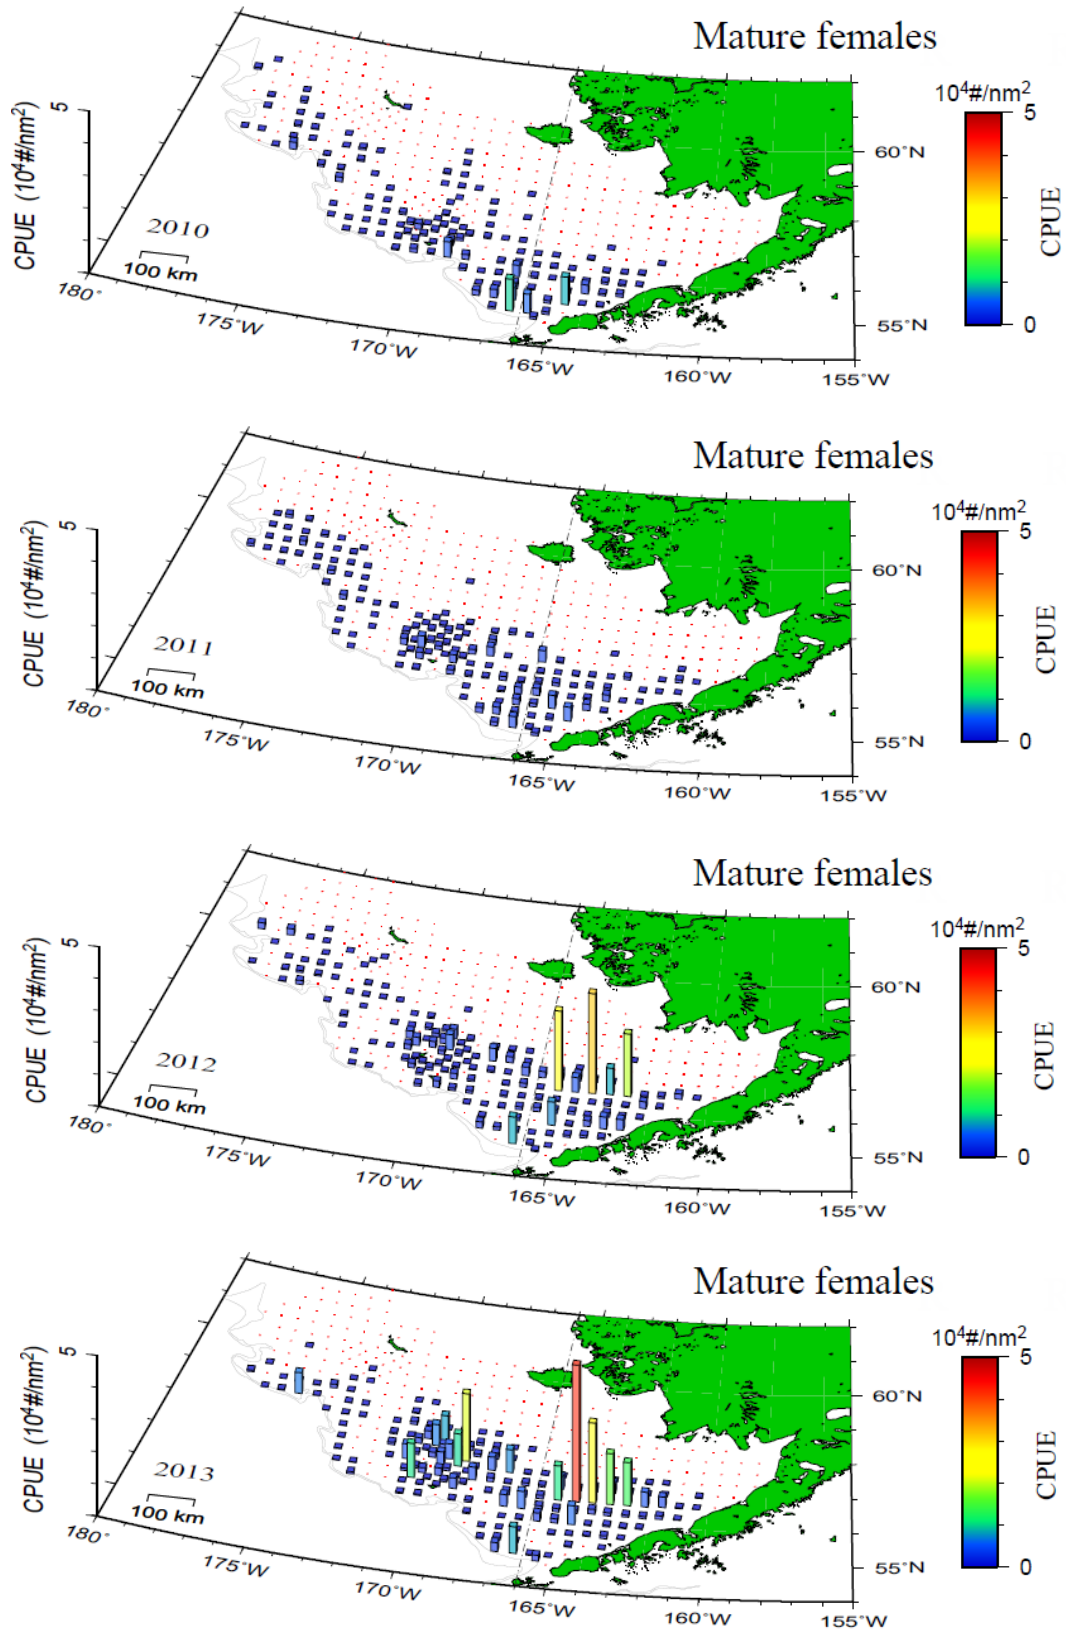 Mature females
10⁴#/nm²
5
0
CPUE
CPUE (10⁴#/nm²)
5
2010
100 km
180°
175°W
170°W
165°W
160°W
155°W
60°N
55°N
Mature females
10⁴#/nm²
5
0
CPUE
CPUE (10⁴#/nm²)
5
2011
100 km
180°
175°W
170°W
165°W
160°W
155°W
60°N
55°N
Mature females
10⁴#/nm²
5
0
CPUE
CPUE (10⁴#/nm²)
5
2012
100 km
180°
175°W
170°W
165°W
160°W
155°W
60°N
55°N
Mature females
10⁴#/nm²
5
0
CPUE
CPUE (10⁴#/nm²)
5
2013
100 km
180°
175°W
170°W
165°W
160°W
155°W
60°N
55°N